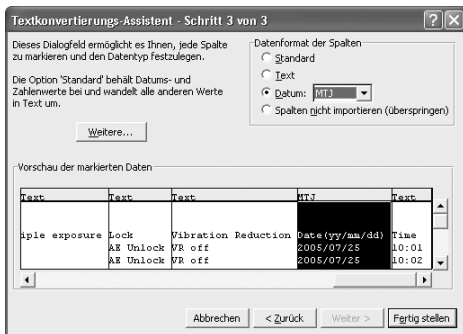 Textkonvertierungs-Assistent - Schritt 3 von 3
Dieses Dialogfeld ermöglicht es Ihnen, jede Spalte
zu markieren und den Datentyp festzulegen.
Die Option 'Standard' behält Datums- und
Zahlenwerte bei und wandelt alle anderen Werte
in Text um.
Weitere...
Datenformat der Spalten
Standard
Text
Datum: MTJ
Spalten nicht importieren (überspringen)
Vorschau der markierten Daten
Text Text Text MTJ Text
iple exposure Lock Vibration Reduction Date(yy/mm/dd) Time
AE Unlock VR off 2005/07/25 10:01
AE Unlock VR off 2005/07/25 10:02
Abbrechen < Zurück Weiter > Fertig stellen